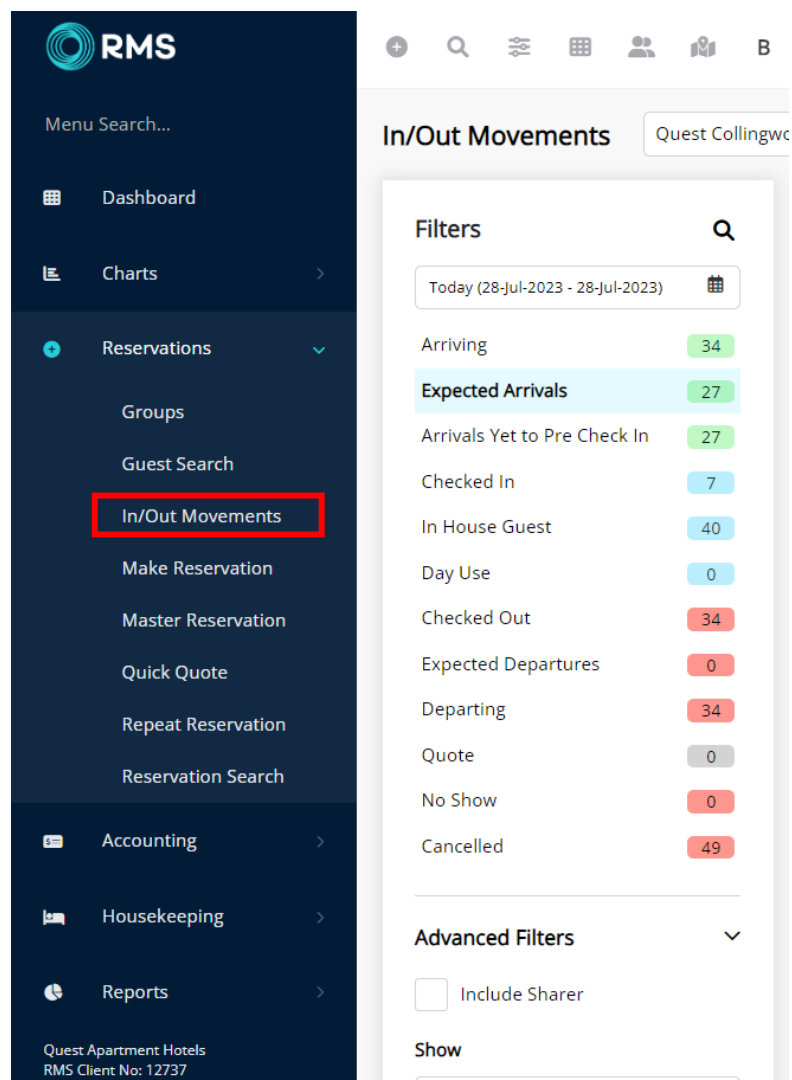 RMS
Menu Search...
Dashboard
Charts
Reservations
Groups
Guest Search
In/Out Movements
Make Reservation
Master Reservation
Quick Quote
Repeat Reservation
Reservation Search
Accounting
Housekeeping
Reports
Quest Apartment Hotels
RMS Client No: 12737
B
In/Out Movements
Quest Collingwo
Filters
Today (28-Jul-2023 - 28-Jul-2023)
Arriving 34
Expected Arrivals 27
Arrivals Yet to Pre Check In 27
Checked In 7
In House Guest 40
Day Use 0
Checked Out 34
Expected Departures 0
Departing 34
Quote 0
No Show 0
Cancelled 49
Advanced Filters
Include Sharer
Show